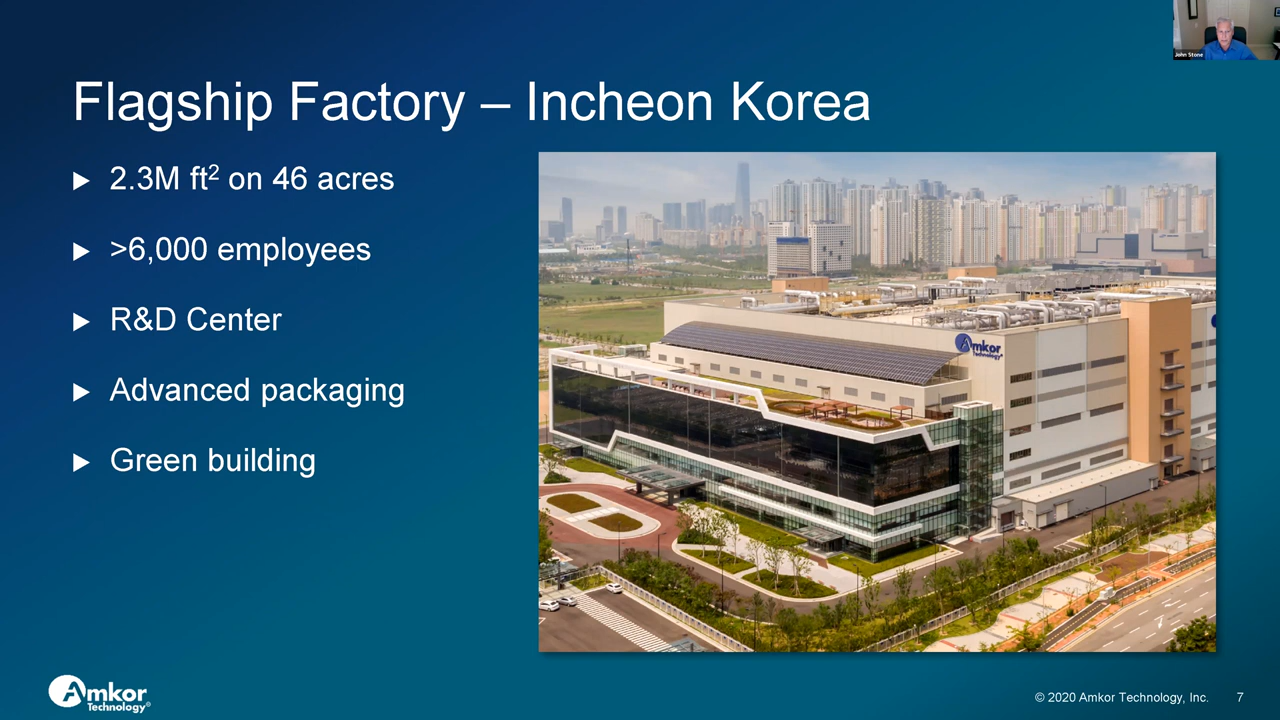 John Stone
Flagship Factory – Incheon Korea
▶ 2.3M ft² on 46 acres
▶ >6,000 employees
▶ R&D Center
▶ Advanced packaging
▶ Green building
Amkor
Technology®
Amkor
Technology®
© 2020 Amkor Technology, Inc. 7